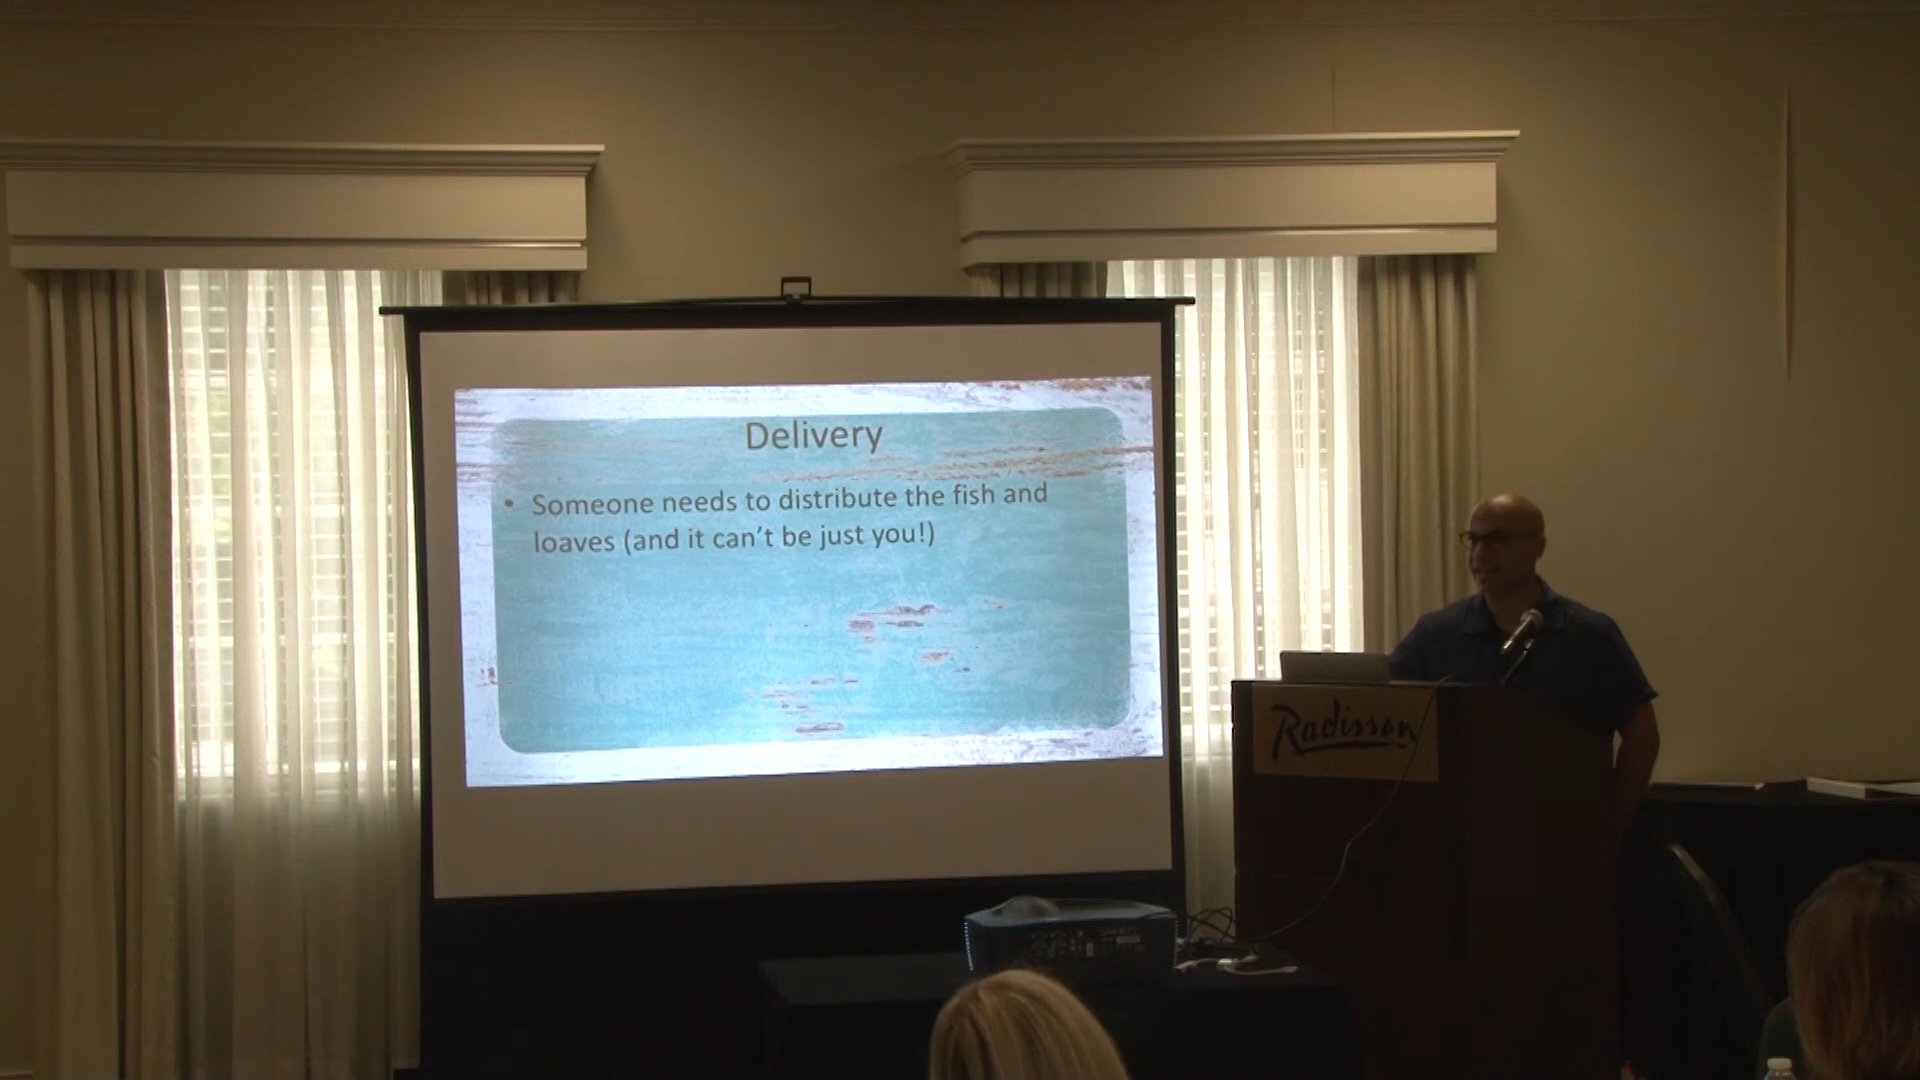 Delivery
• Someone needs to distribute the fish and
loaves (and it can't be just you!)
Radisson